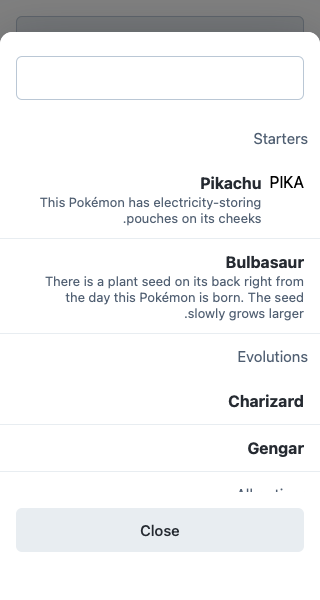 Starters
PIKA Pikachu
This Pokémon has electricity-storing
.pouches on its cheeks
Bulbasaur
There is a plant seed on its back right from
the day this Pokémon is born. The seed
.slowly grows larger
Evolutions
Charizard
Gengar
Close